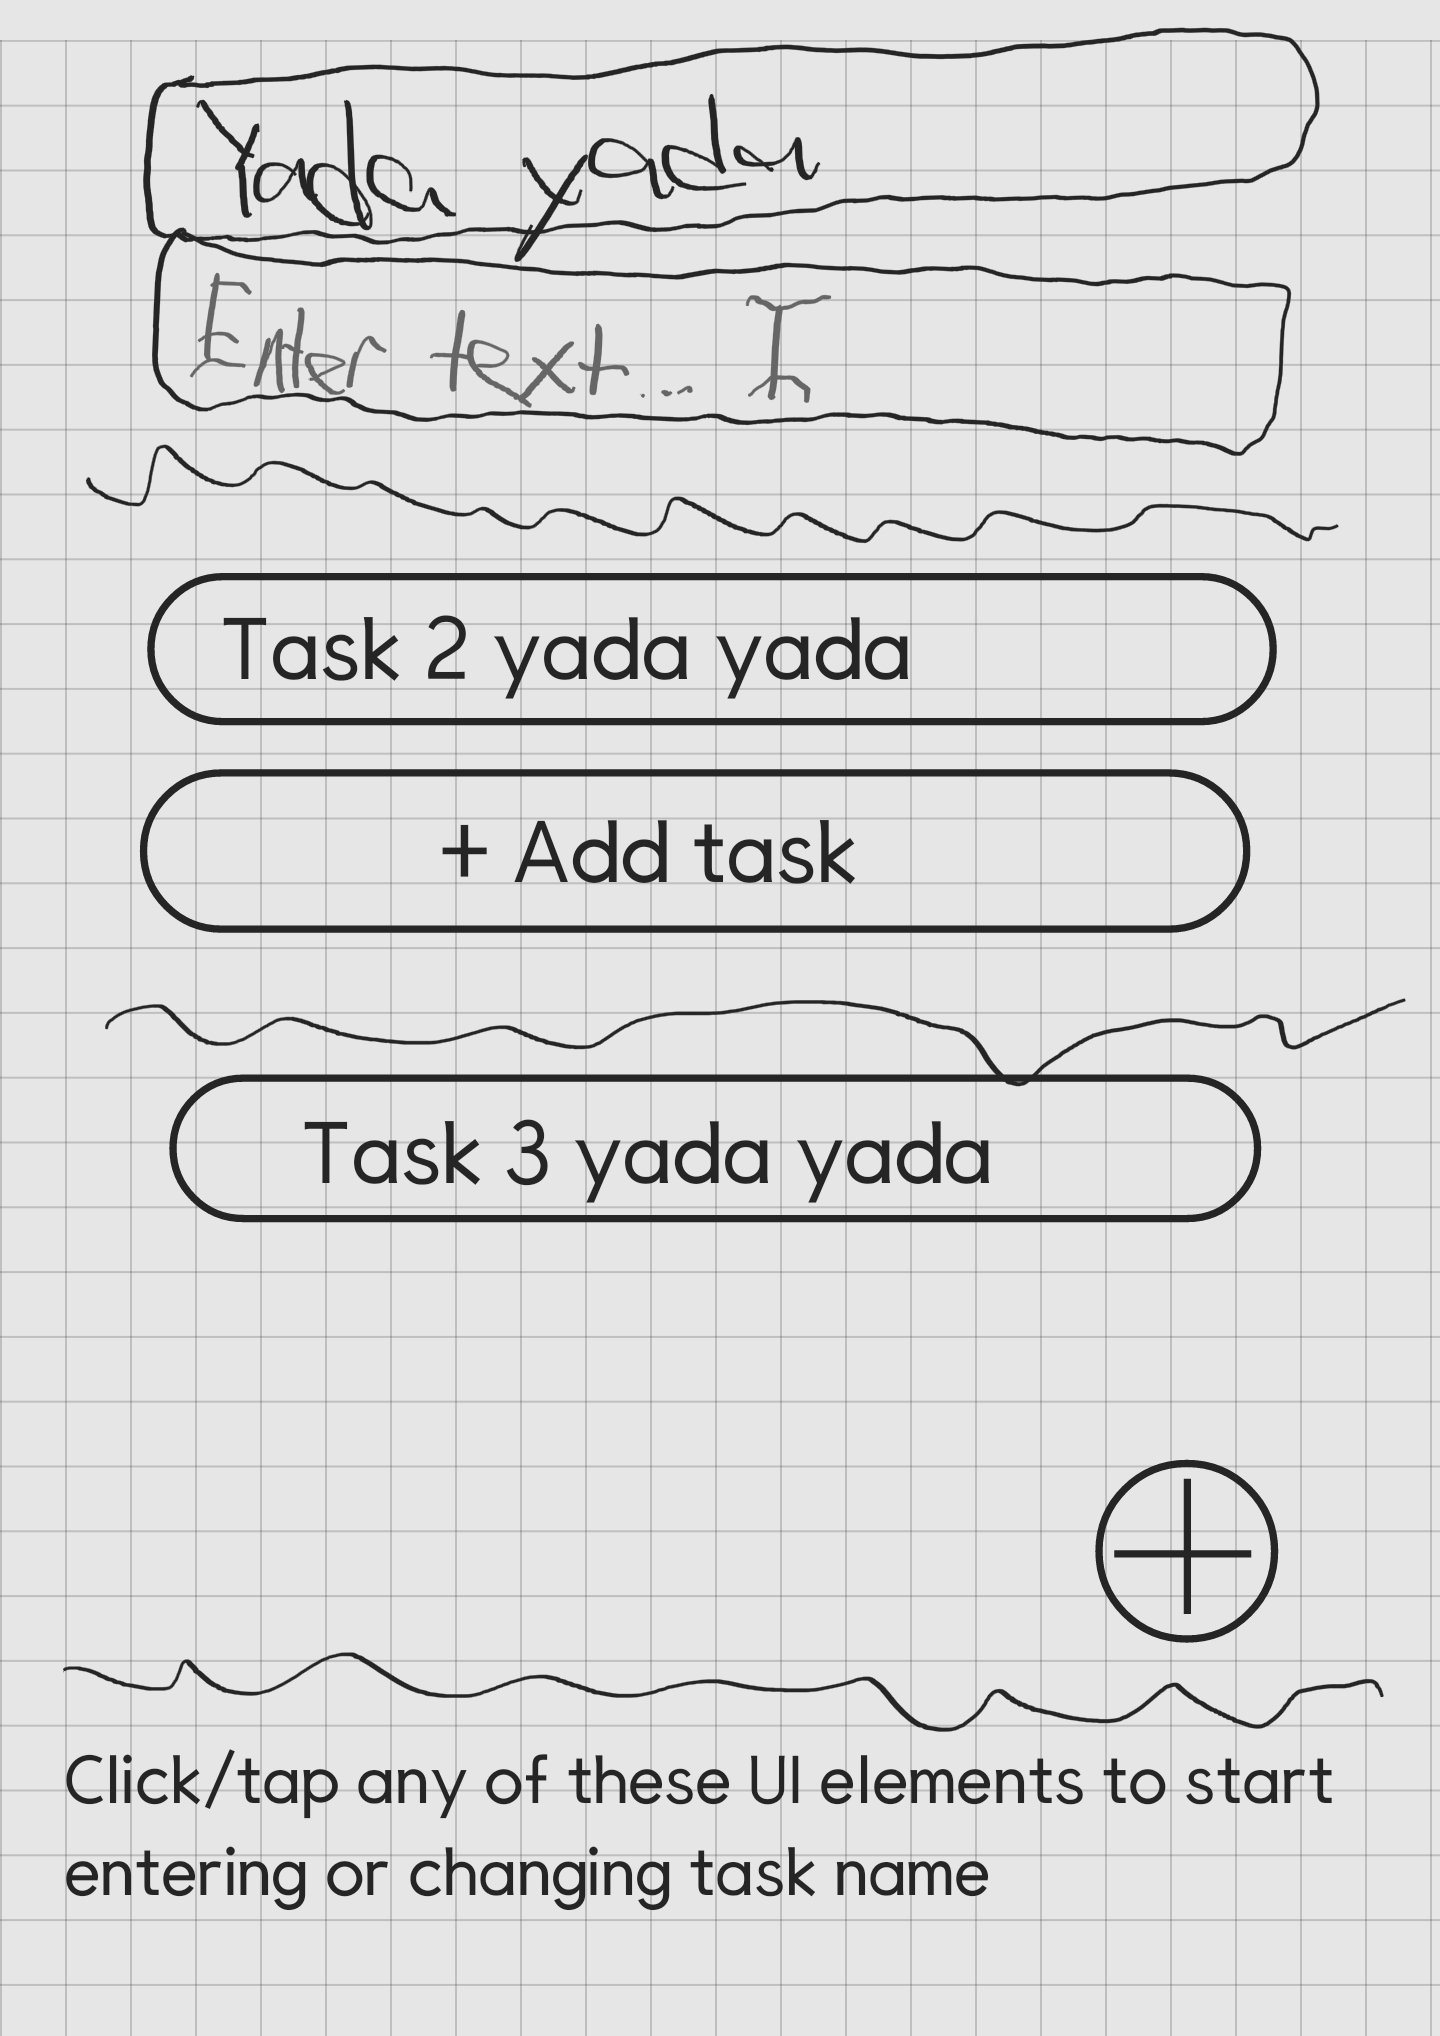 Yada yada
Enter text... I
Task 2 yada yada
+ Add task
Task 3 yada yada
Click/tap any of these UI elements to start
entering or changing task name